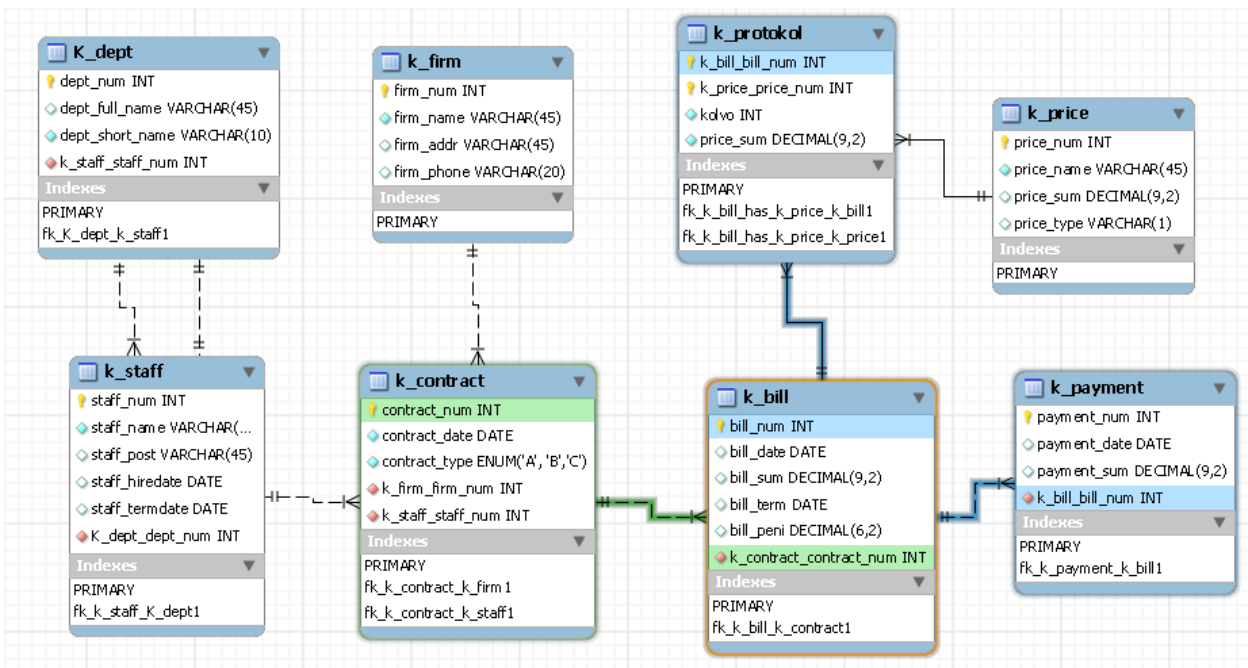 K_dept
dept_num INT
dept_full_name VARCHAR(45)
dept_short_name VARCHAR(10)
k_staff_staff_num INT
Indexes
PRIMARY
fk_K_dept_k_staff1
k_firm
firm_num INT
firm_name VARCHAR(45)
firm_addr VARCHAR(45)
firm_phone VARCHAR(20)
Indexes
PRIMARY
k_protokol
k_bill_bill_num INT
k_price_price_num INT
kolvo INT
price_sum DECIMAL(9,2)
Indexes
PRIMARY
fk_k_bill_has_k_price_k_bill1
fk_k_bill_has_k_price_k_price1
k_price
price_num INT
price_name VARCHAR(45)
price_sum DECIMAL(9,2)
price_type VARCHAR(1)
Indexes
PRIMARY
k_staff
staff_num INT
staff_name VARCHAR(...
staff_post VARCHAR(45)
staff_hiredate DATE
staff_termdate DATE
K_dept_dept_num INT
Indexes
PRIMARY
fk_k_staff_K_dept1
k_contract
contract_num INT
contract_date DATE
contract_type ENUM('A', 'B','C')
k_firm_firm_num INT
k_staff_staff_num INT
Indexes
PRIMARY
fk_k_contract_k_firm1
fk_k_contract_k_staff1
k_bill
bill_num INT
bill_date DATE
bill_sum DECIMAL(9,2)
bill_term DATE
bill_peni DECIMAL(6,2)
k_contract_contract_num INT
Indexes
PRIMARY
fk_k_bill_k_contract1
k_payment
payment_num INT
payment_date DATE
payment_sum DECIMAL(9,2)
k_bill_bill_num INT
Indexes
PRIMARY
fk_k_payment_k_bill1